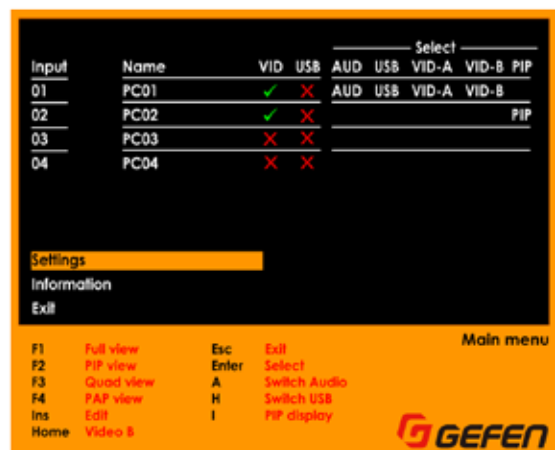 Select
Input Name VID USB AUD USB VID-A VID-B PIP
01 PC01 ✓ ✗ AUD USB VID-A VID-B
02 PC02 ✓ ✗ PIP
03 PC03 ✗ ✗
04 PC04 ✗ ✗
Settings
Information
Exit
Main menu
F1 Full view Esc Exit
F2 PIP view Enter Select
F3 Quad view A Switch Audio
F4 PAP view H Switch USB
Ins Edit I PIP display
Home Video B
GEFEN